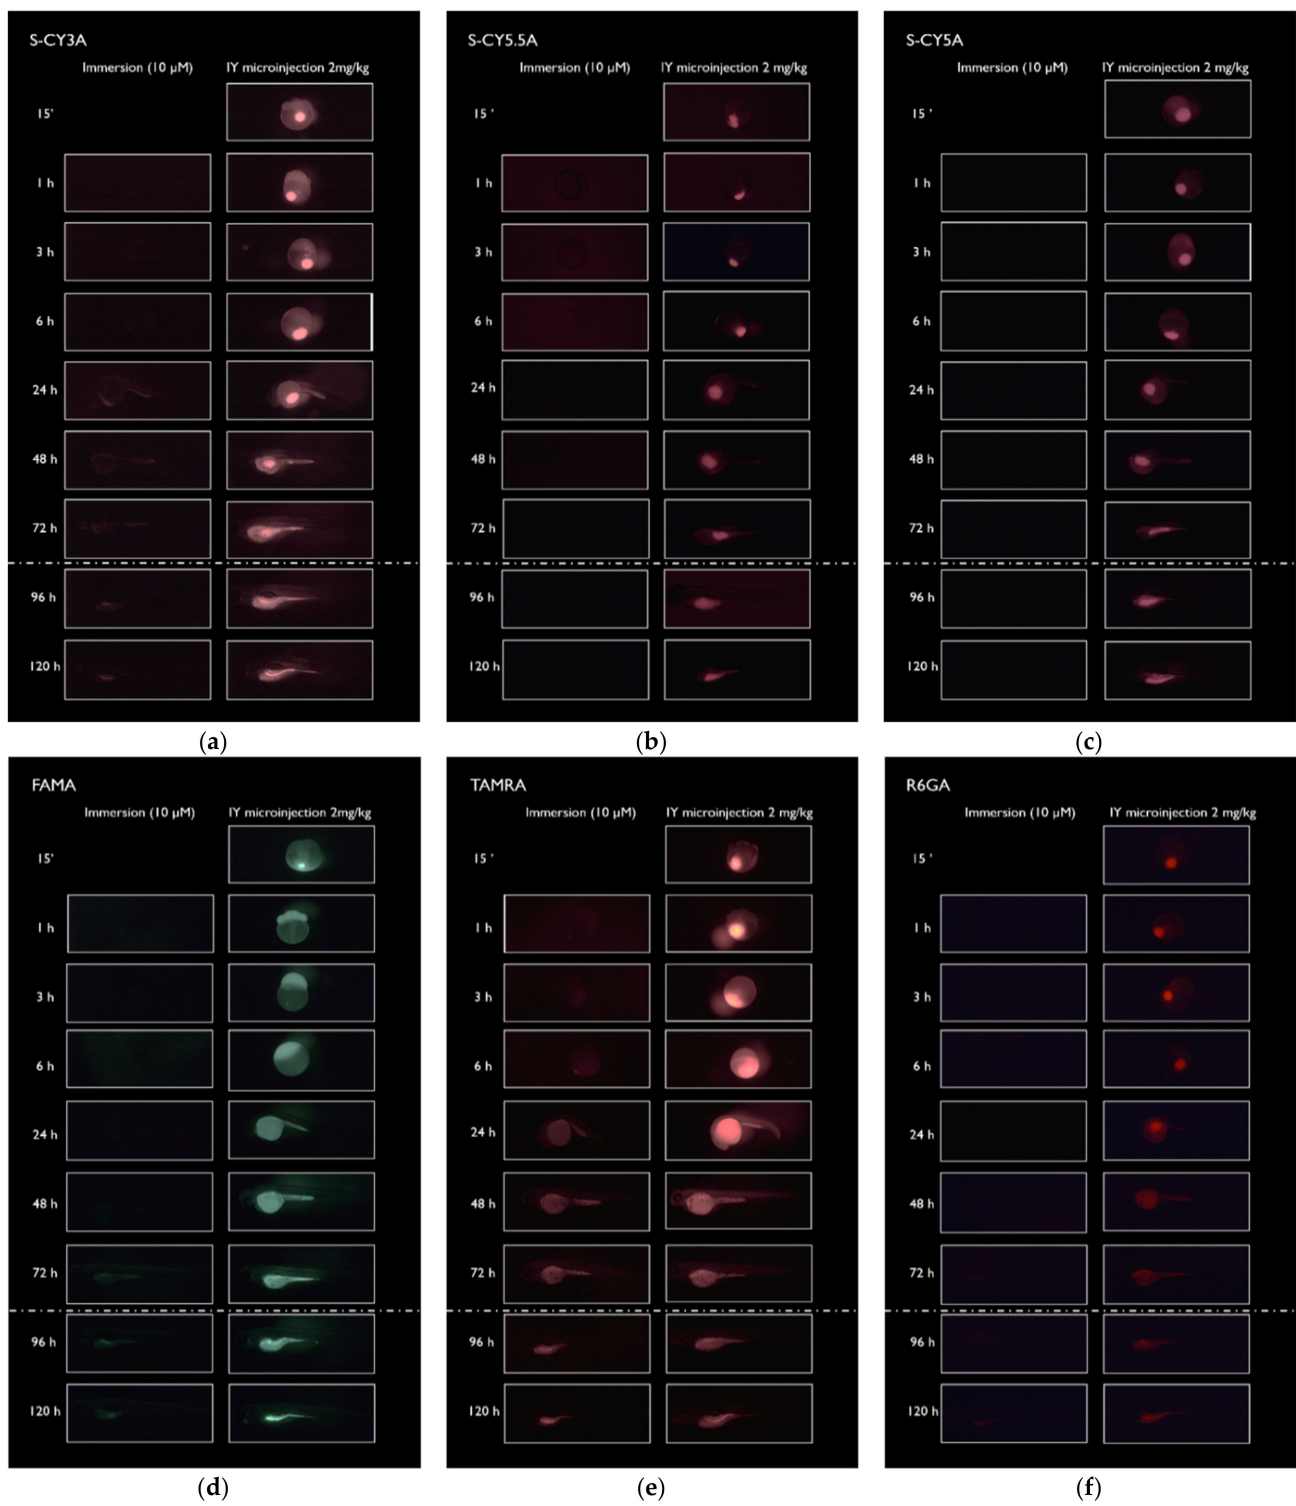 S-CY3A
Immersion (10 μM) IY microinjection 2mg/kg
15'
1 h
3 h
6 h
24 h
48 h
72 h
96 h
120 h
(a)
S-CY5.5A
Immersion (10 μM) IY microinjection 2 mg/kg
15 '
1 h
3 h
6 h
24 h
48 h
72 h
96 h
120 h
(b)
S-CY5A
Immersion (10 μM) IY microinjection 2 mg/kg
15 '
1 h
3 h
6 h
24 h
48 h
72 h
96 h
120 h
(c)
FAMA
Immersion (10 μM) IY microinjection 2mg/kg
15'
1 h
3 h
6 h
24 h
48 h
72 h
96 h
120 h
(d)
TAMRA
Immersion (10 μM) IY microinjection 2 mg/kg
15 '
1 h
3 h
6 h
24 h
48 h
72 h
96 h
120 h
(e)
R6GA
Immersion (10 μM) IY microinjection 2 mg/kg
15 '
1 h
3 h
6 h
24 h
48 h
72 h
96 h
120 h
(f)